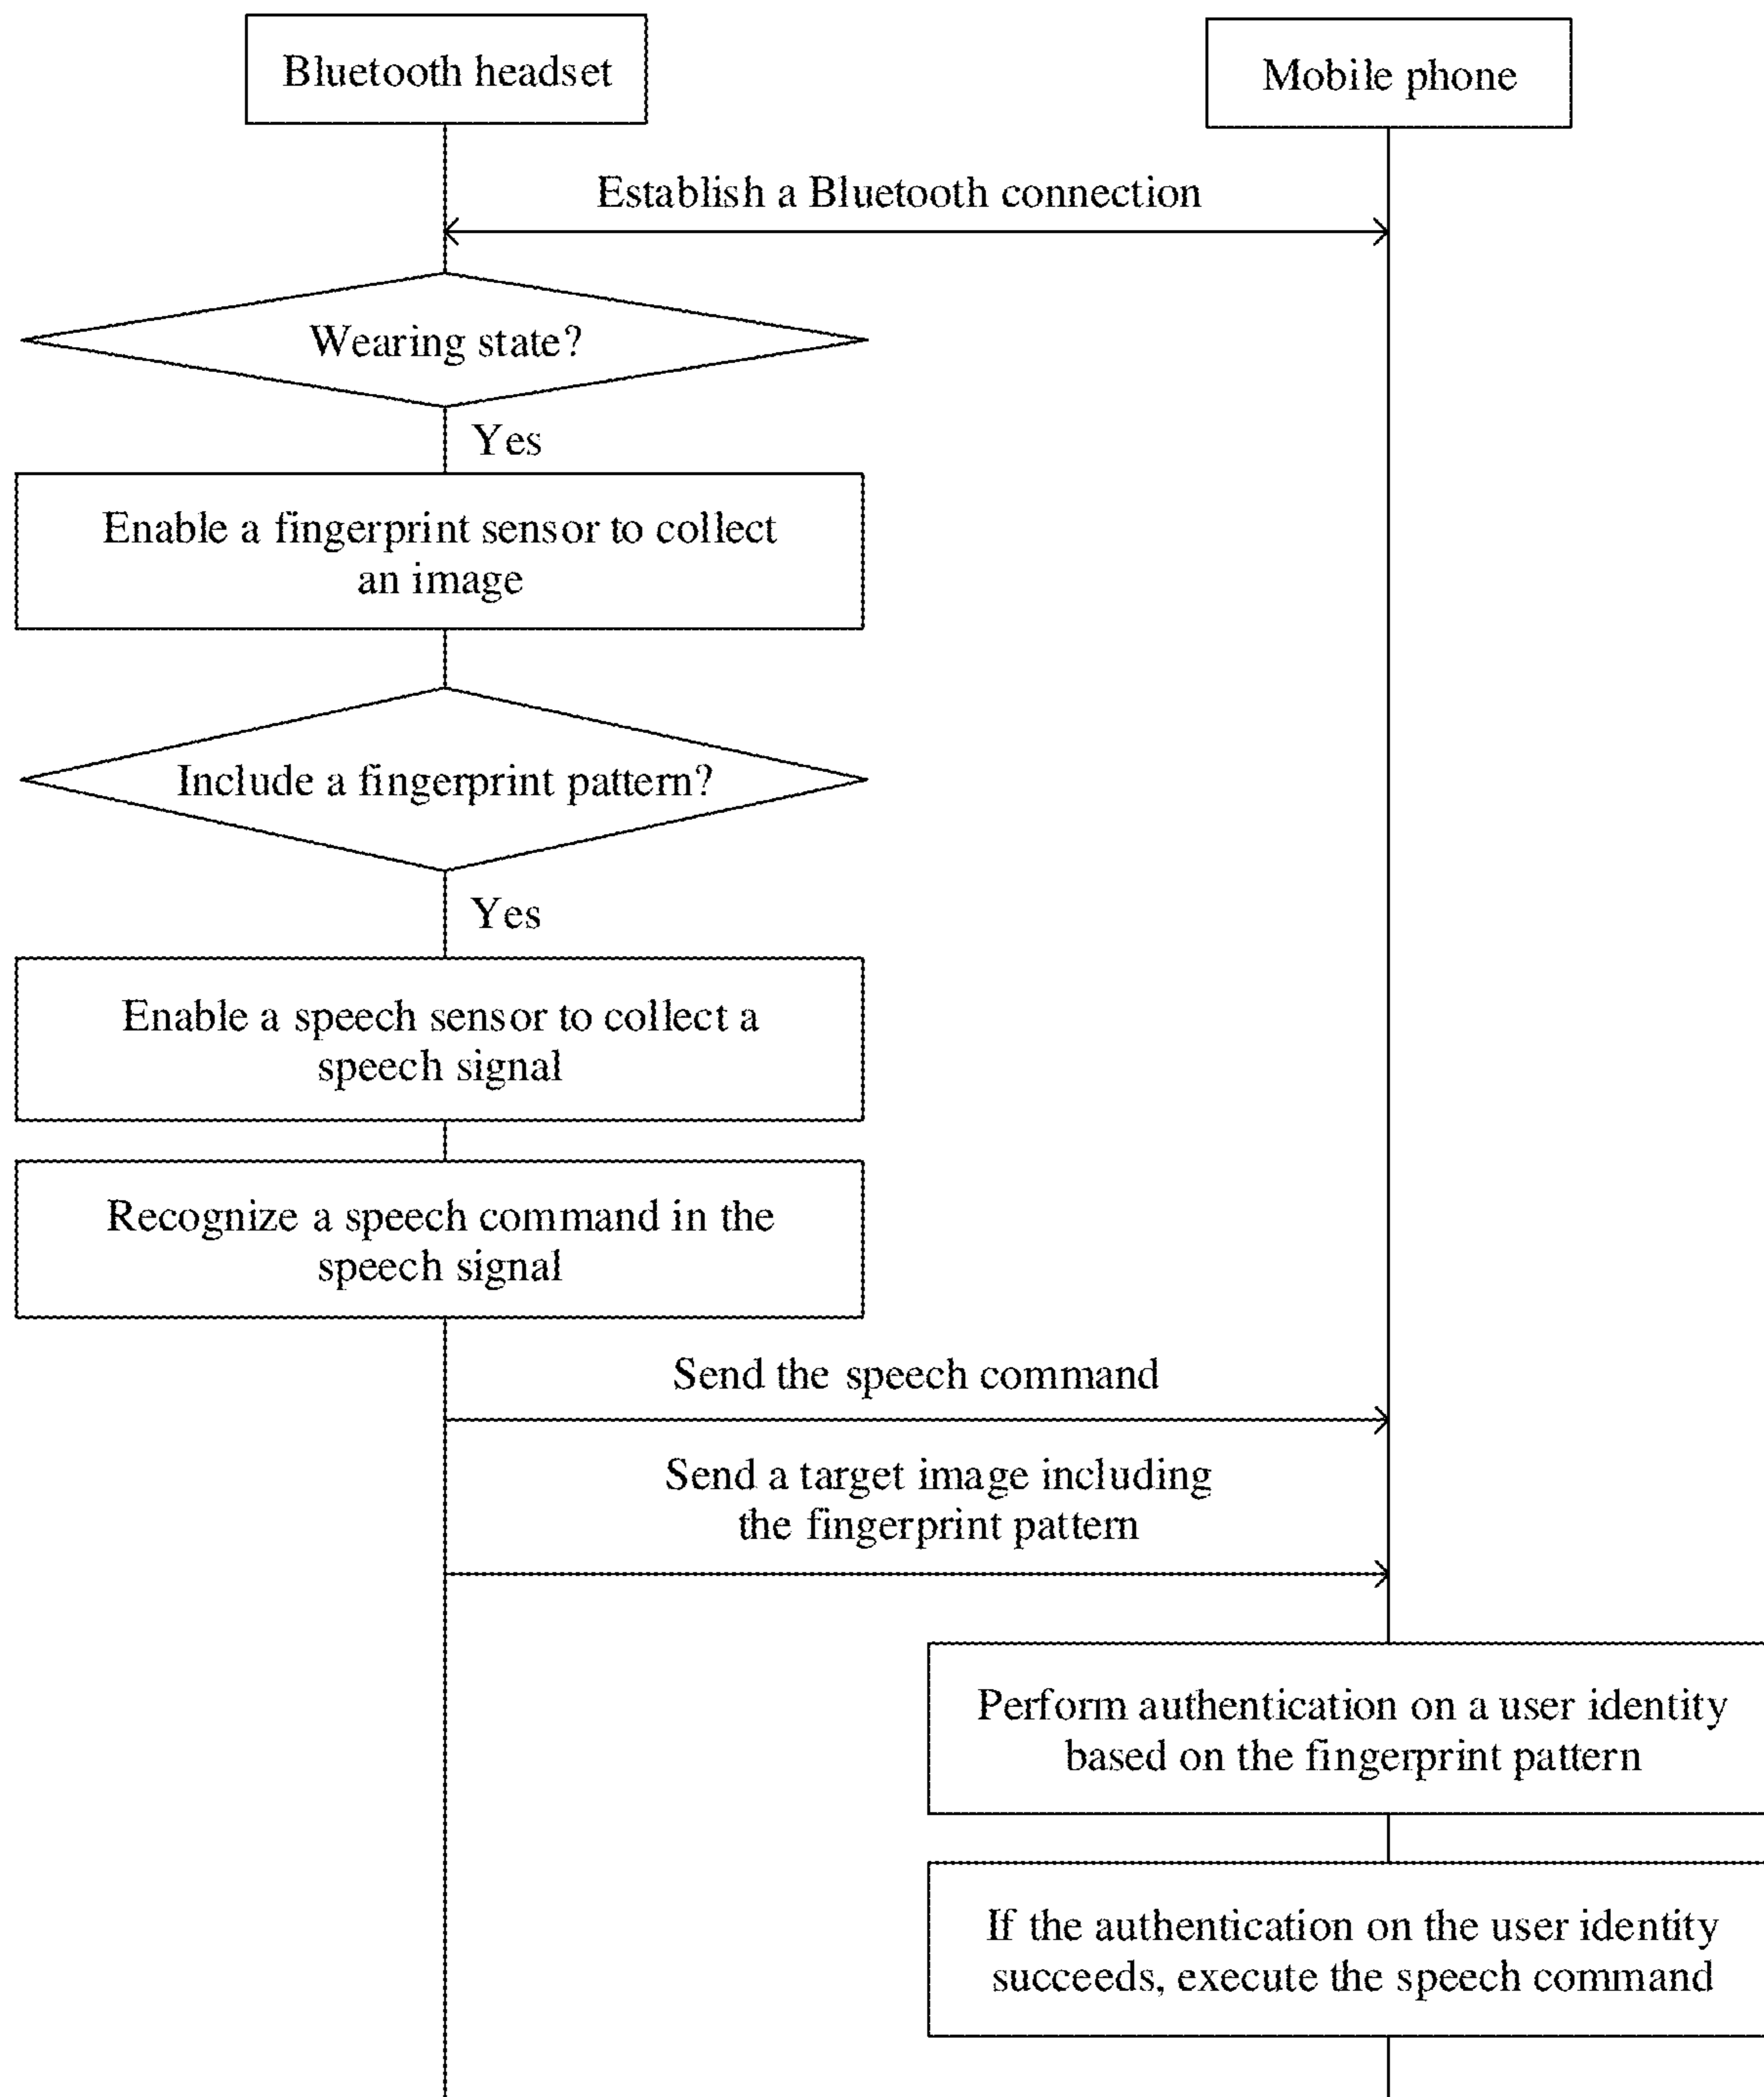 Bluetooth headset
Mobile phone
Establish a Bluetooth connection
Wearing state?
Yes
Enable a fingerprint sensor to collect
an image
Include a fingerprint pattern?
Yes
Enable a speech sensor to collect a
speech signal
Recognize a speech command in the
speech signal
Send the speech command
Send a target image including
the fingerprint pattern
Perform authentication on a user identity
based on the fingerprint pattern
If the authentication on the user identity
succeeds, execute the speech command